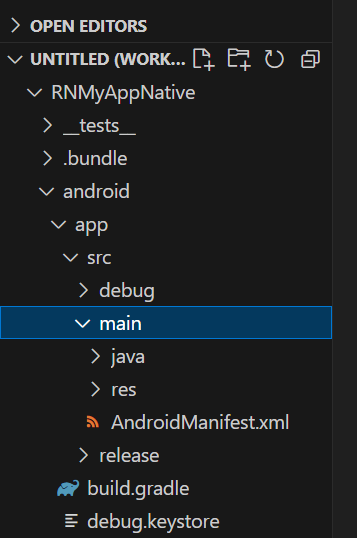 OPEN EDITORS
UNTITLED (WORK...
RNMyAppNative
__tests__
.bundle
android
app
src
debug
main
java
res
AndroidManifest.xml
release
build.gradle
debug.keystore